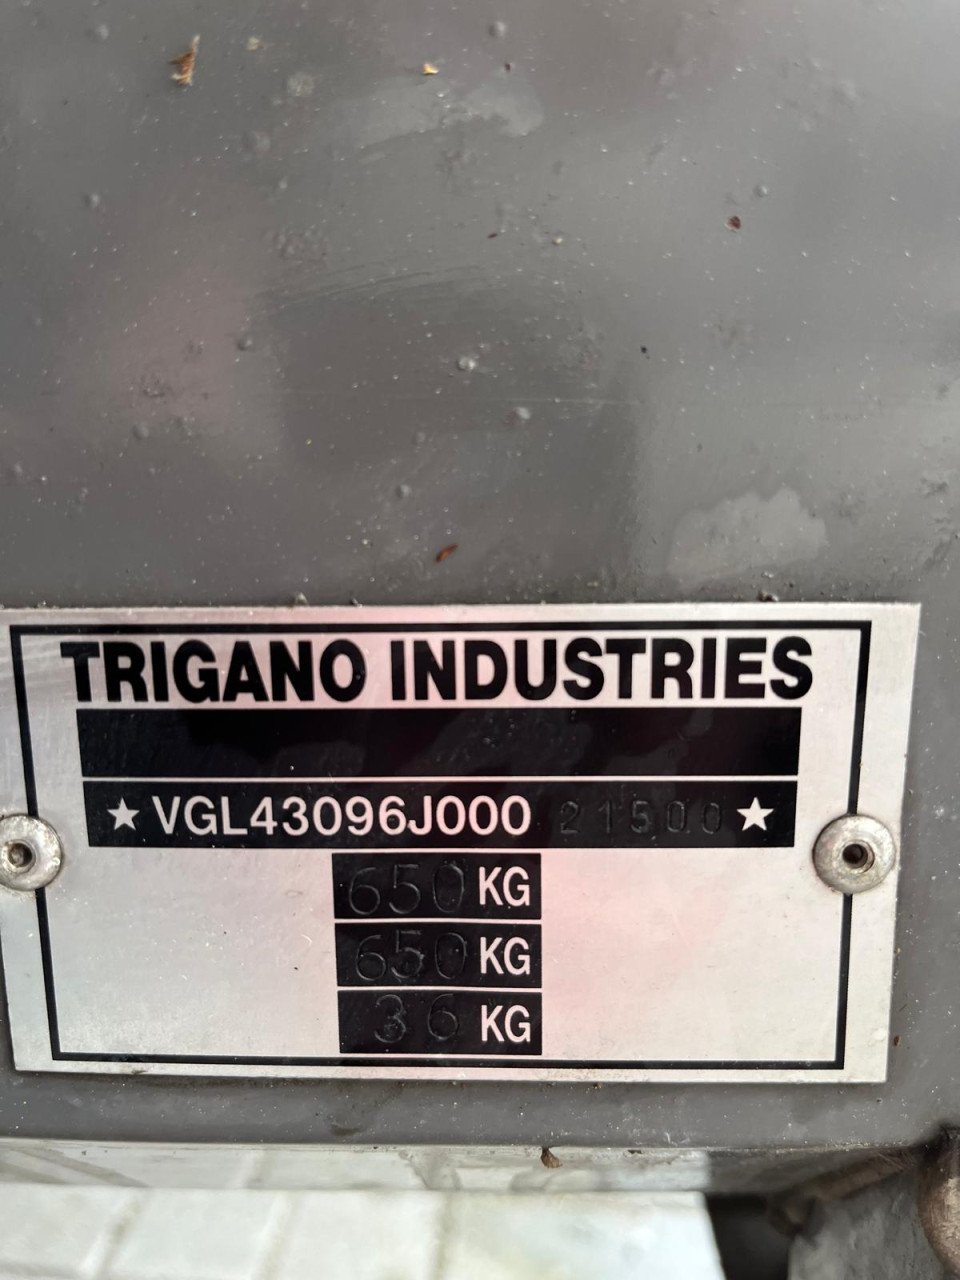 TRIGANO INDUSTRIES
★VGL43096J000 21500★
650 KG
650 KG
36 KG